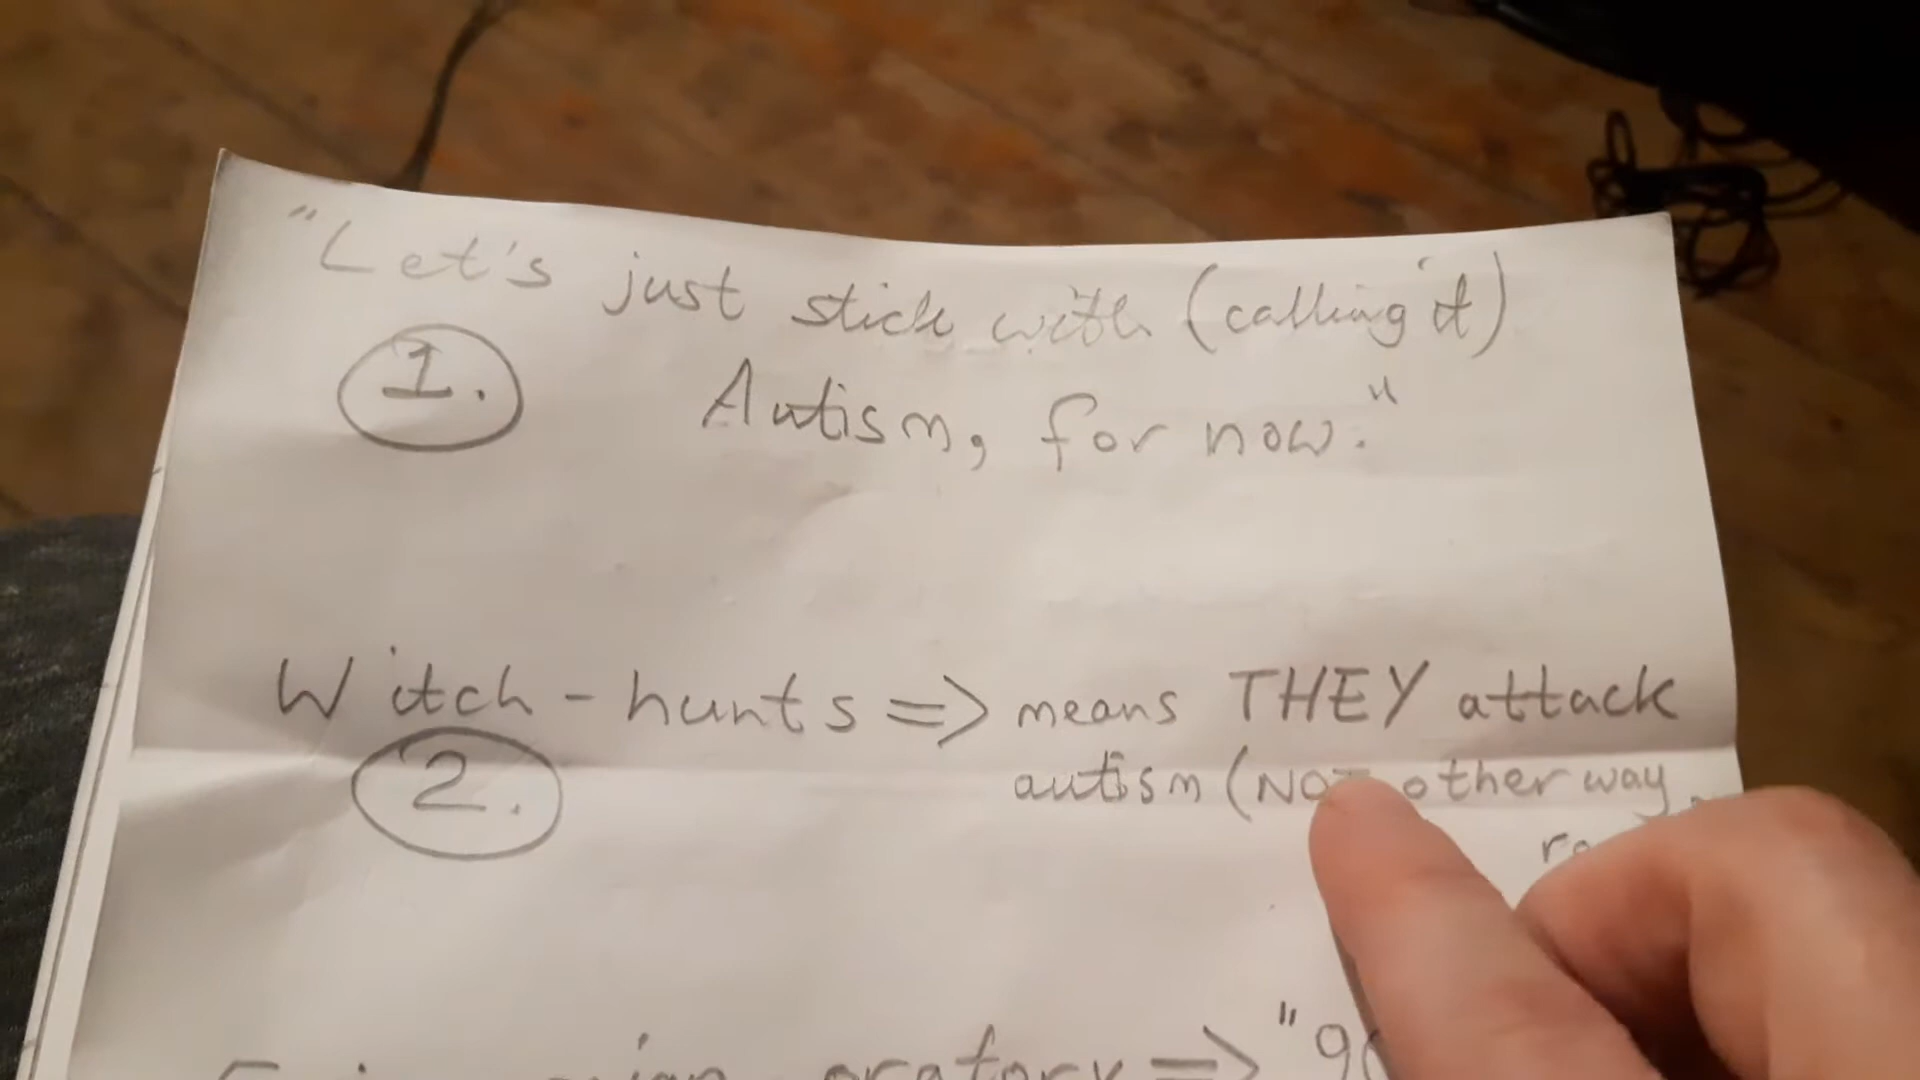 "Let's just stick with (calling it)
1.
Autism, for now."
Witch-hunts => means THEY attack
2.
autism (NOT other way
oratory => "